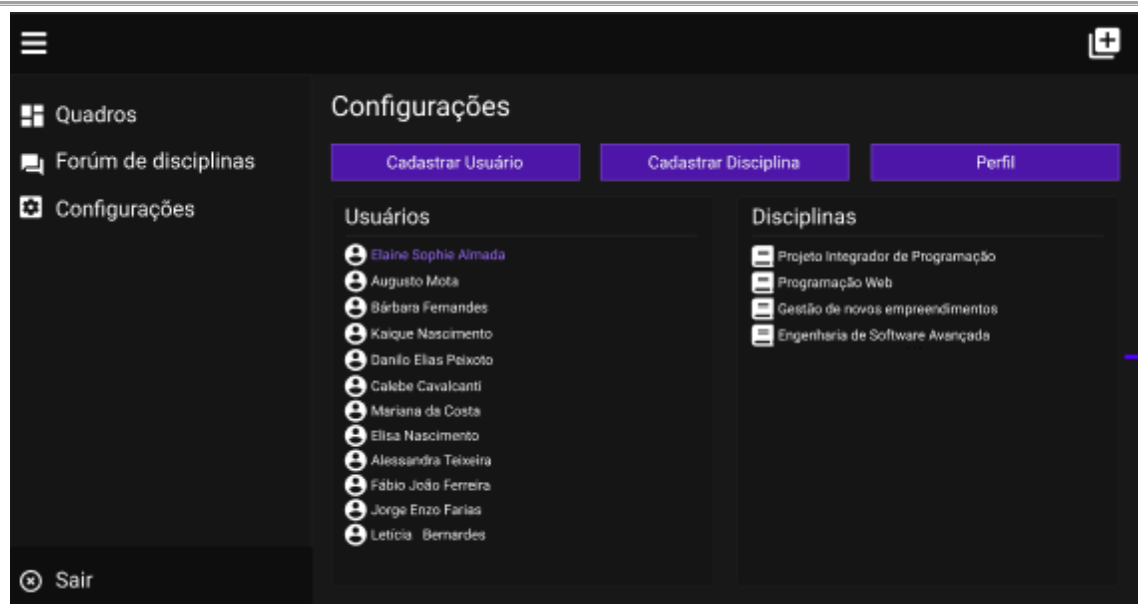 Quadros
Forúm de disciplinas
Configurações
Sair
Configurações
Cadastrar Usuário
Cadastrar Disciplina
Perfil
Usuários
Elaine Sophie Almada
Augusto Mota
Bárbara Fernandes
Kaique Nascimento
Danilo Elias Peixoto
Calebe Cavalcanti
Mariana da Costa
Elisa Nascimento
Alessandra Teixeira
Fábio João Ferreira
Jorge Enzo Farias
Letícia Bernardes
Disciplinas
Projeto Integrador de Programação
Programação Web
Gestão de novos empreendimentos
Engenharia de Software Avançada